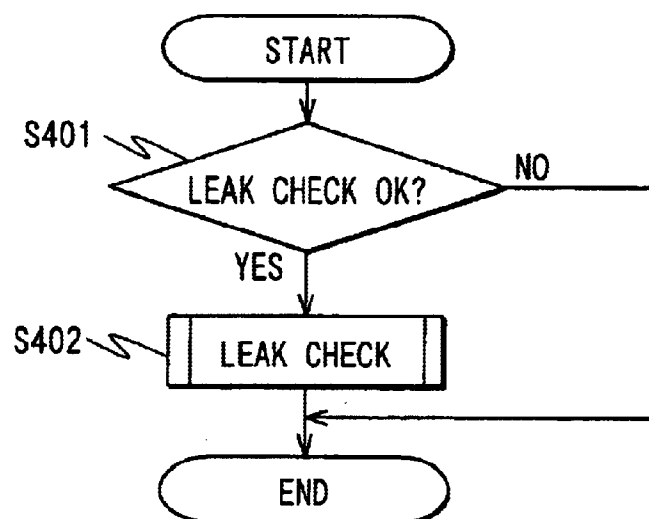 START
S401
LEAK CHECK OK?
NO
YES
S402
LEAK CHECK
END